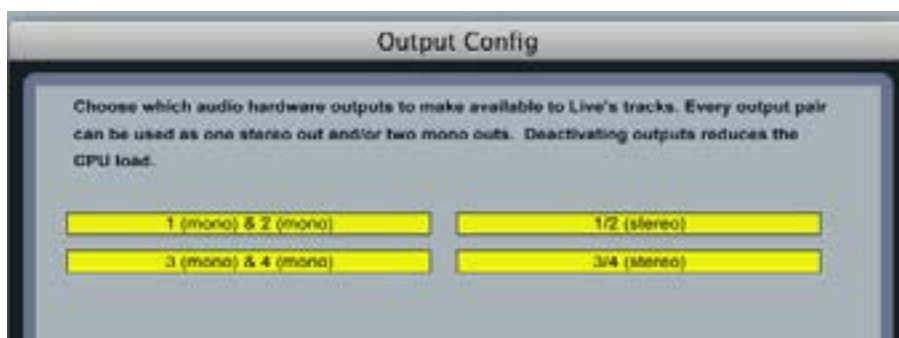 Output Config
Choose which audio hardware outputs to make available to Live's tracks. Every output pair
can be used as one stereo out and/or two mono outs. Deactivating outputs reduces the
CPU load.
1 (mono) & 2 (mono)
1/2 (stereo)
3 (mono) & 4 (mono)
3/4 (stereo)